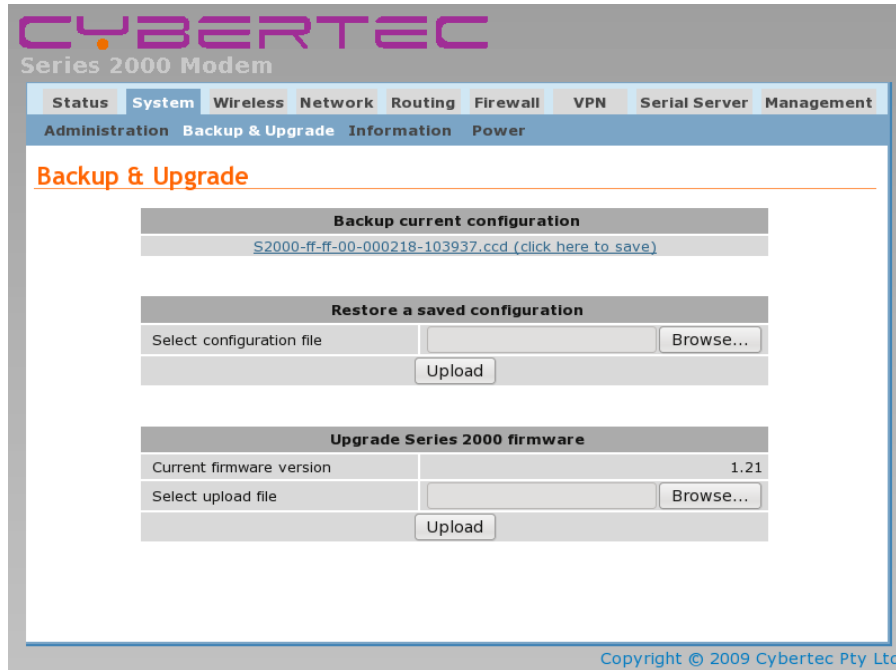 CYBERTEC
Series 2000 Modem
Status System Wireless Network Routing Firewall VPN Serial Server Management
Administration Backup & Upgrade Information Power
Backup & Upgrade
Backup current configuration
S2000-ff-ff-00-000218-103937.ccd (click here to save)
Restore a saved configuration
Select configuration file Browse...
Upload
Upgrade Series 2000 firmware
Current firmware version 1.21
Select upload file Browse...
Upload
Copyright © 2009 Cybertec Pty Ltd